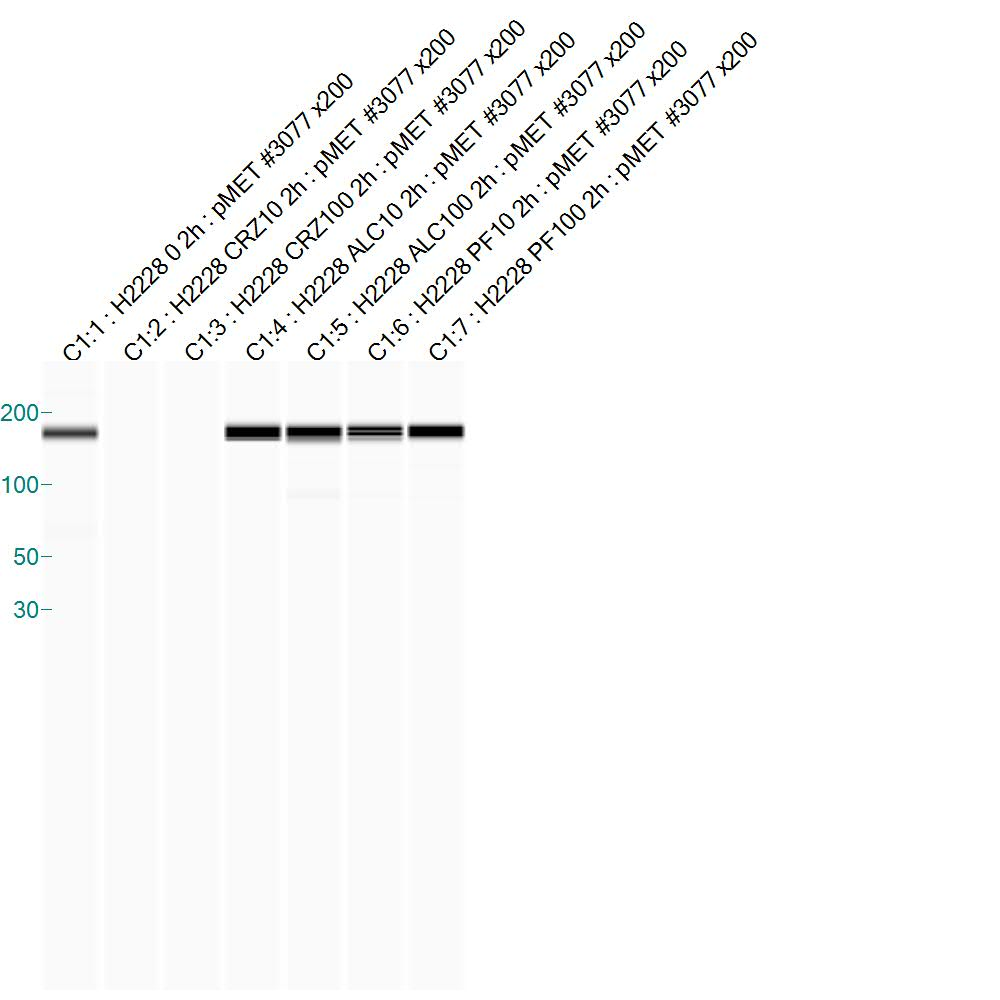 C1:1 : H2228 0 2h : pMET #3077 x200
C1:2 : H2228 CRZ10 2h : pMET #3077 x200
C1:3 : H2228 CRZ100 2h : pMET #3077 x200
C1:4 : H2228 ALC10 2h : pMET #3077 x200
C1:5 : H2228 ALC100 2h : pMET #3077 x200
C1:6 : H2228 PF10 2h : pMET #3077 x200
C1:7 : H2228 PF100 2h : pMET #3077 x200
200
100
50
30